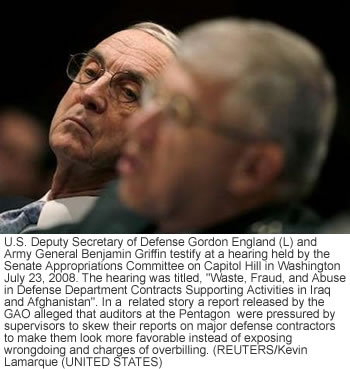 U.S. Deputy Secretary of Defense Gordon England (L) and
Army General Benjamin Griffin testify at a hearing held by the
Senate Appropriations Committee on Capitol Hill in Washington
July 23, 2008. The hearing was titled, "Waste, Fraud, and Abuse
in Defense Department Contracts Supporting Activities in Iraq
and Afghanistan". In a  related story a report released by the
GAO alleged that auditors at the Pentagon  were pressured by
supervisors to skew their reports on major defense contractors
to make them look more favorable instead of exposing
wrongdoing and charges of overbilling. (REUTERS/Kevin
Lamarque (UNITED STATES)